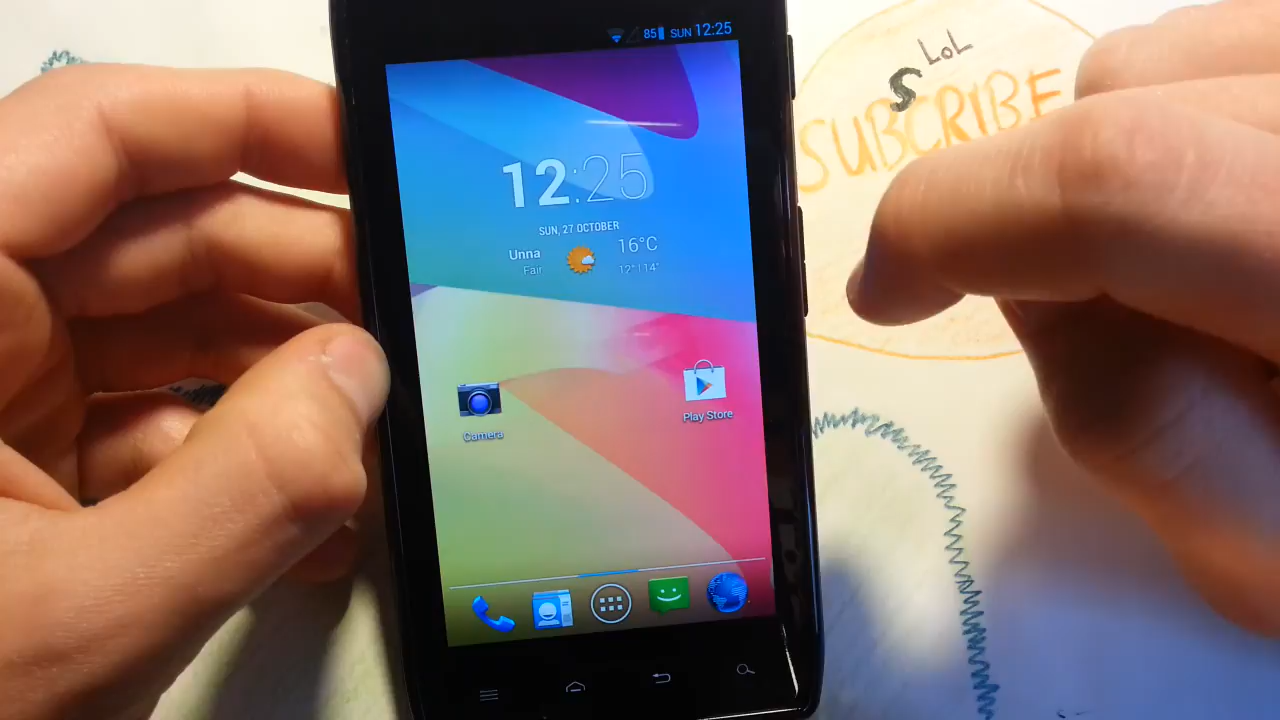 85 SUN 12:25
LOL
S
SUBCRIBE
12:25
SUN, 27 OCTOBER
Unna
16°C
Fair
12° | 14°
Camera
Play Store